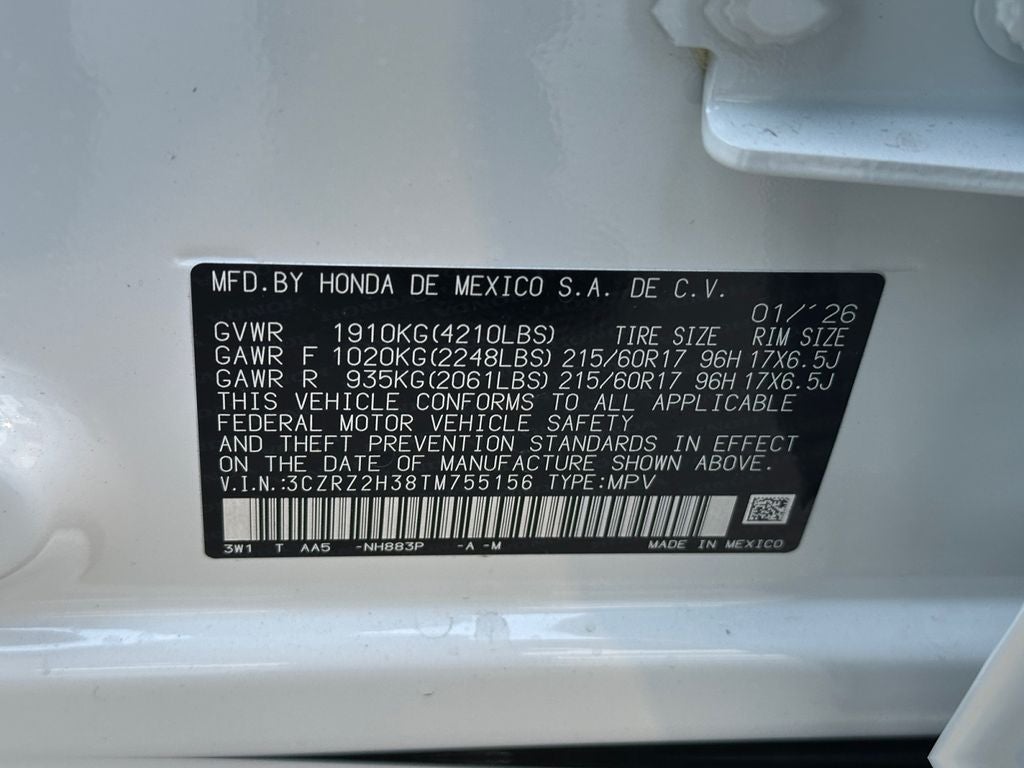 MFD.BY HONDA DE MEXICO S.A. DE C.V.
01/'26
GVWR 1910KG(4210LBS) TIRE SIZE RIM SIZE
GAWR F 1020KG(2248LBS) 215/60R17 96H 17X6.5J
GAWR R 935KG(2061LBS) 215/60R17 96H 17X6.5J
THIS VEHICLE CONFORMS TO ALL APPLICABLE
FEDERAL MOTOR VEHICLE SAFETY
AND THEFT PREVENTION STANDARDS IN EFFECT
ON THE DATE OF MANUFACTURE SHOWN ABOVE.
V.I.N.:3CZRZ2H38TM755156 TYPE:MPV
3W1 T AA5 -NH883P -A -M MADE IN MEXICO